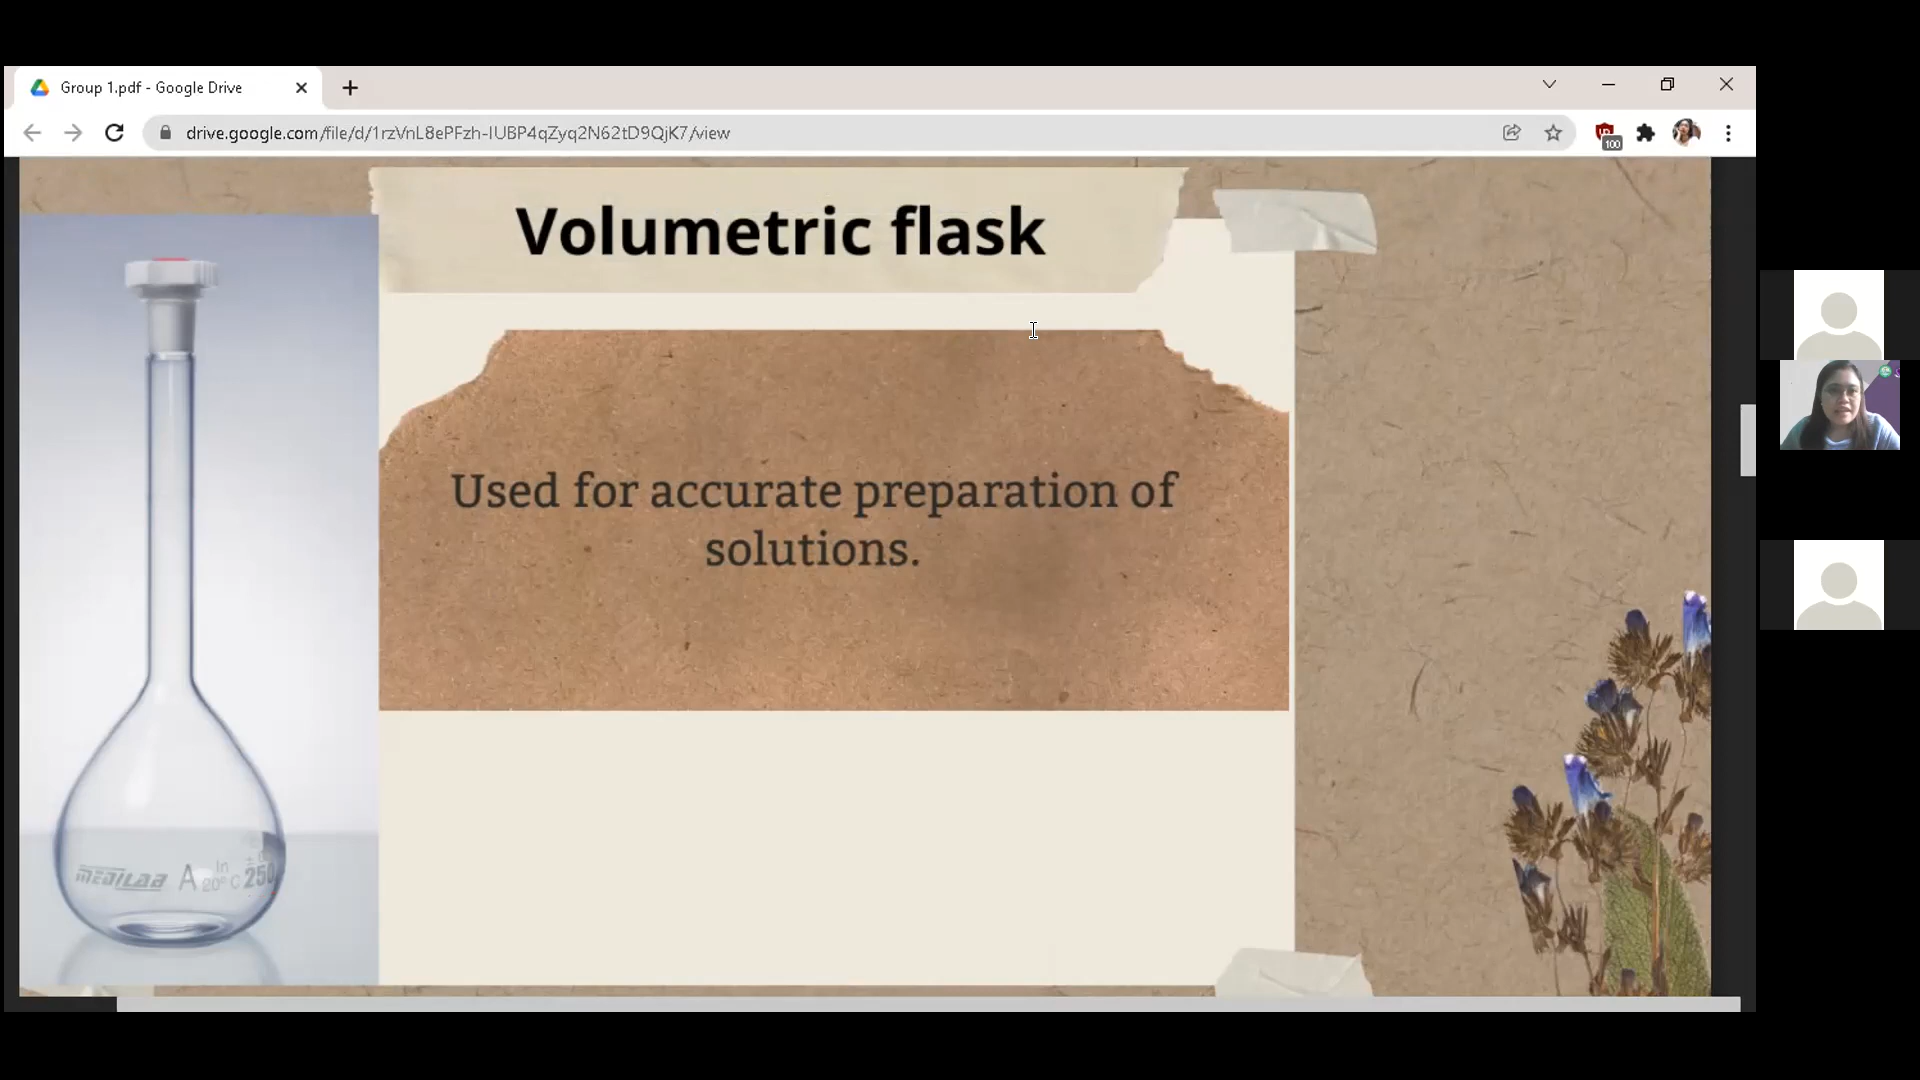 Group 1.pdf - Google Drive
drive.google.com/file/d/1rzVnL8ePFzh-IUBP4qZyq2N62tD9QjK7/view
100
Volumetric flask
Used for accurate preparation of
solutions.
MEDILAB A In 20°C 250